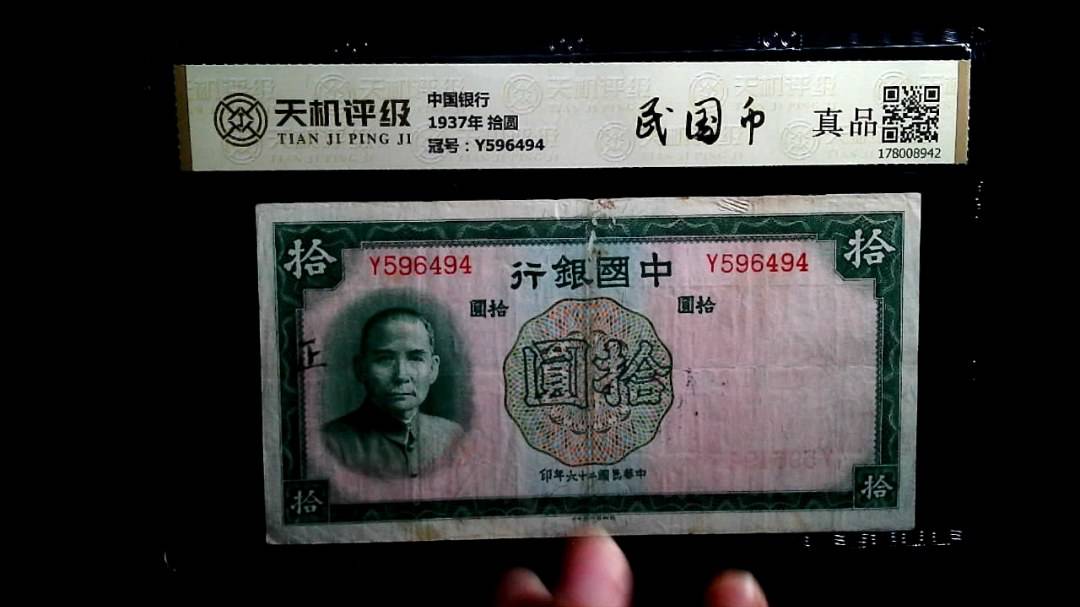 天机评级
TIAN JI PING JI
中国银行
1937年 拾圆
冠号：Y596494
民国币
真品
178008942
拾
拾
Y596494
行銀國中
Y596494
圓拾
圓拾
正
圓拾
印年六十二國民華中
拾
拾